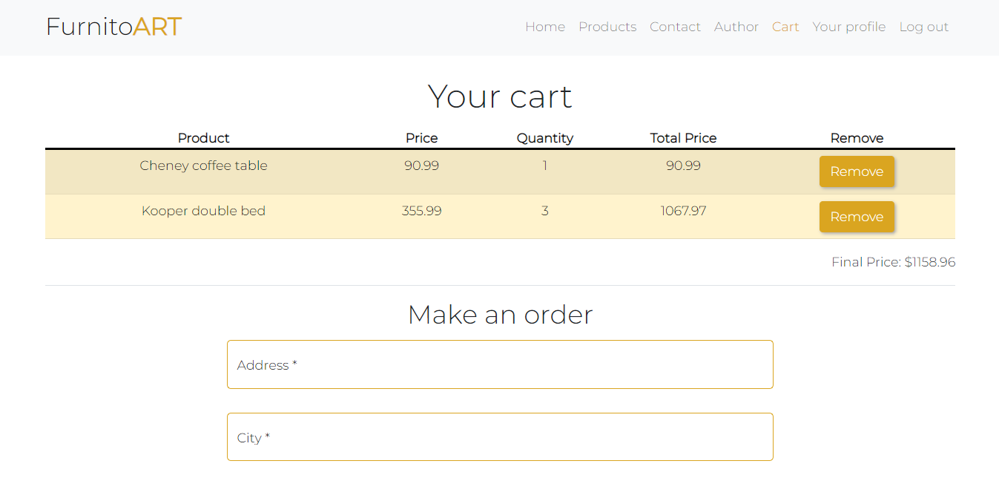 FurnitoART Home Products Contact Author Cart Your profile Log out
Your cart
Product Price Quantity Total Price Remove
Cheney coffee table 90.99 1 90.99 Remove
Kooper double bed 355.99 3 1067.97 Remove
Final Price: $1158.96
Make an order
Address *
City *